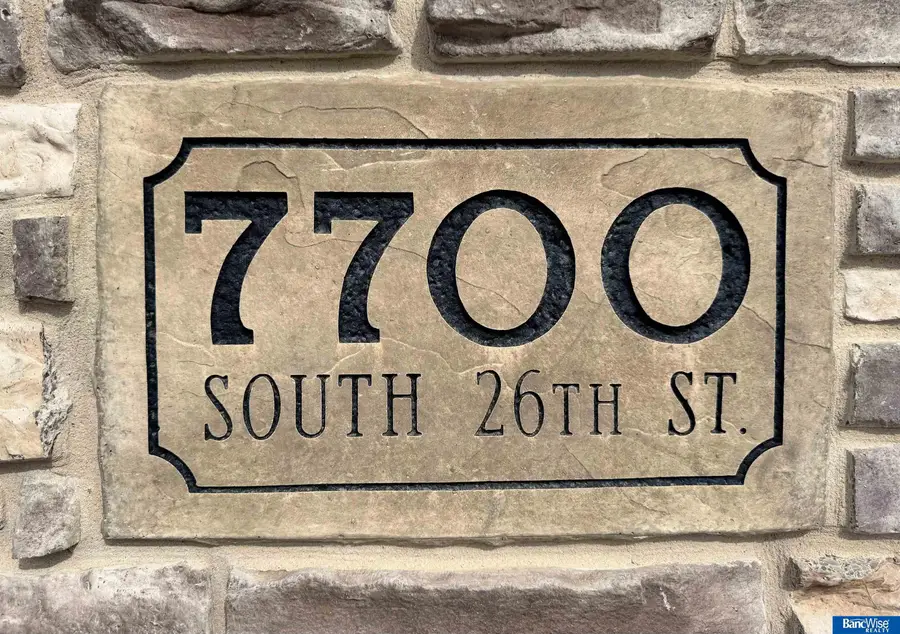 7700
SOUTH 26TH ST.
BancWise
REALTY